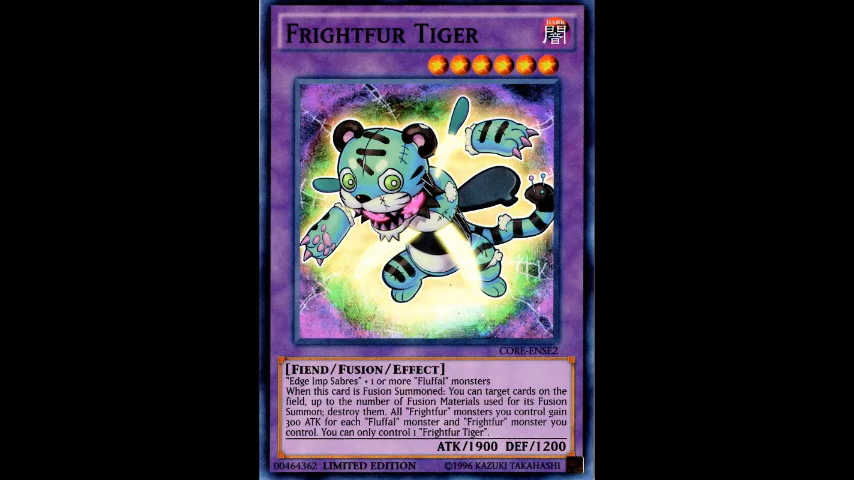 FRIGHTFUR TIGER
DARK
闇
CORE-ENSE2
[FIEND/FUSION/EFFECT]
"Edge Imp Sabres" + 1 or more "Fluffal" monsters
When this card is Fusion Summoned: You can target cards on the
field, up to the number of Fusion Materials used for its Fusion
Summon; destroy them. All "Frightfur" monsters you control gain
300 ATK for each "Fluffal" monster and "Frightfur" monster you
control. You can only control 1 "Frightfur Tiger".
ATK/1900 DEF/1200
00464362 LIMITED EDITION ©1996 KAZUKI TAKAHASHI